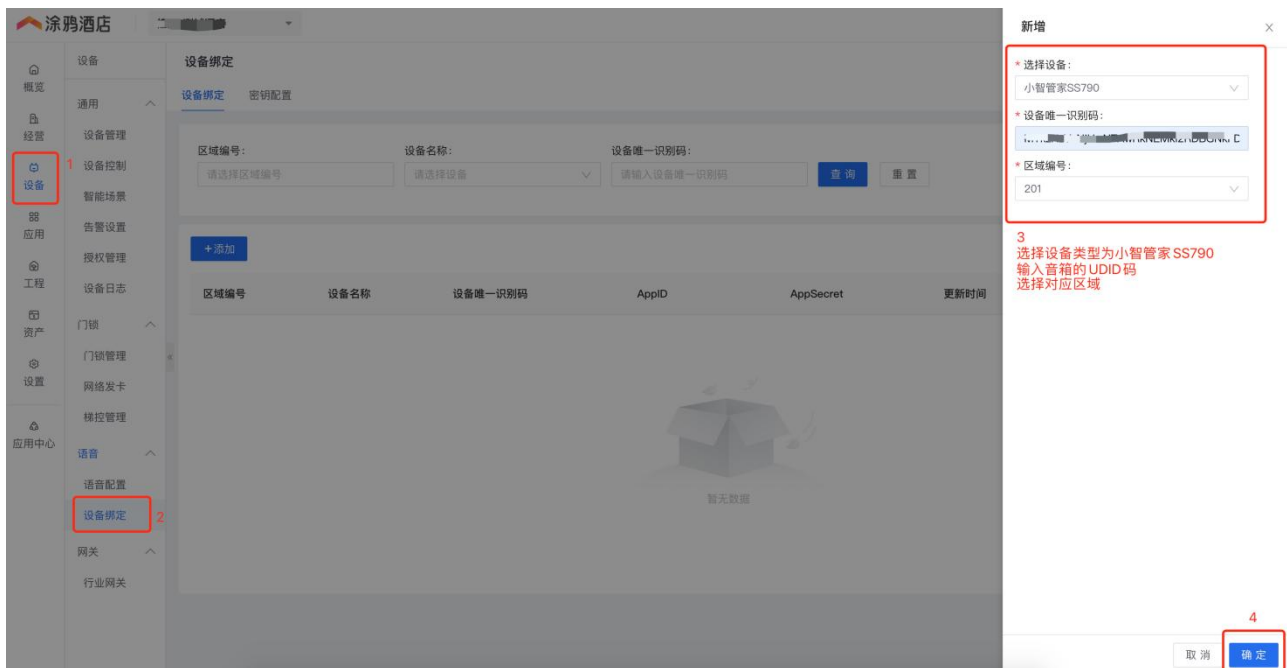 涂鸦酒店
概览
经营
设备
应用
工程
资产
设置
应用中心
1
设备
通用
设备管理
设备控制
智能场景
告警设置
授权管理
设备日志
门锁
门锁管理
网络发卡
梯控管理
语音
语音配置
设备绑定
2
网关
行业网关
设备绑定
设备绑定 密钥配置
区域编号: 设备名称: 设备唯一识别码:
请选择区域编号 请选择设备 请输入设备唯一识别码 查询 重置
+添加
区域编号 设备名称 设备唯一识别码 AppID AppSecret 更新时间
暂无数据
新增
* 选择设备:
小智管家SS790
* 设备唯一识别码:
* 区域编号:
201
3
选择设备类型为小智管家SS790
输入音箱的UDID码
选择对应区域
4
取消 确定